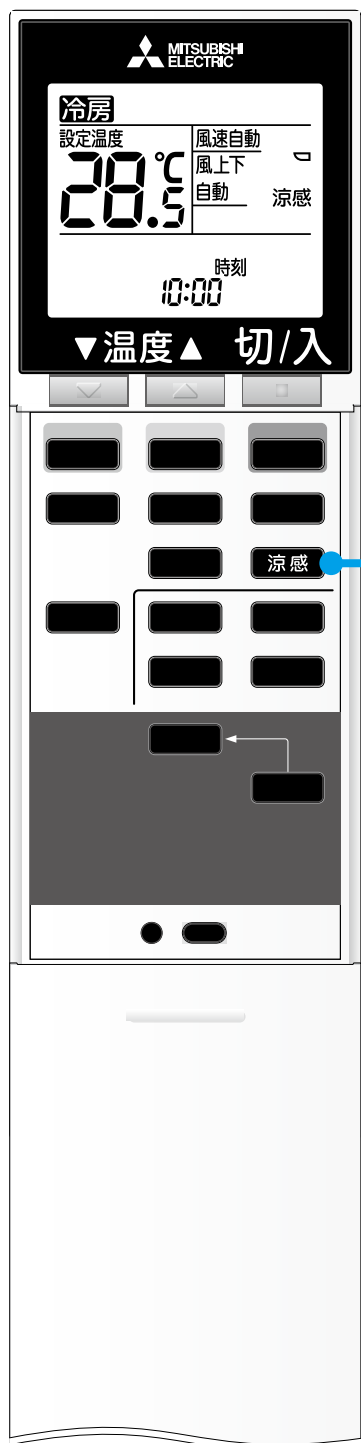 MITSUBISHI
ELECTRIC
冷房
設定温度
28.5℃
風速自動
風上下
自動
涼感
時刻
10:00
▼温度▲ 切/入
涼感